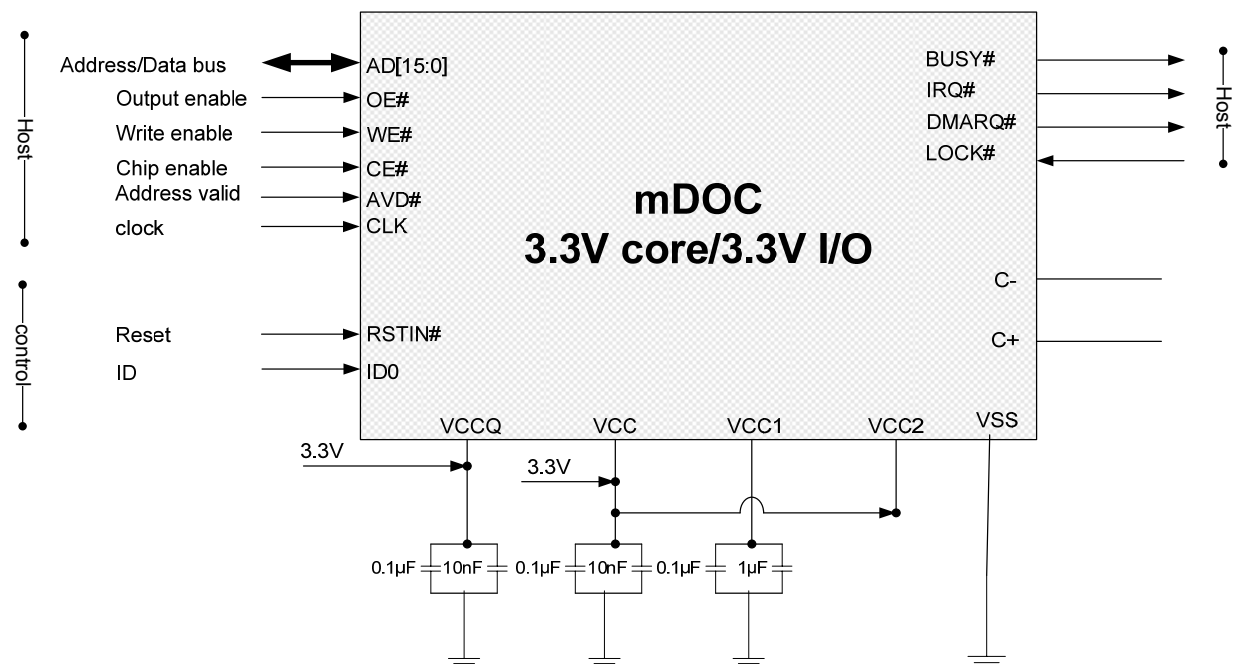 Host
Address/Data bus
AD[15:0]
Output enable
OE#
Write enable
WE#
Chip enable
CE#
Address valid
AVD#
clock
CLK
control
Reset
RSTIN#
ID
ID0
mDOC
3.3V core/3.3V I/O
BUSY#
IRQ#
DMARQ#
LOCK#
Host
C-
C+
VCCQ
VCC
VCC1
VCC2
VSS
3.3V
3.3V
0.1µF
10nF
0.1µF
10nF
0.1µF
1µF